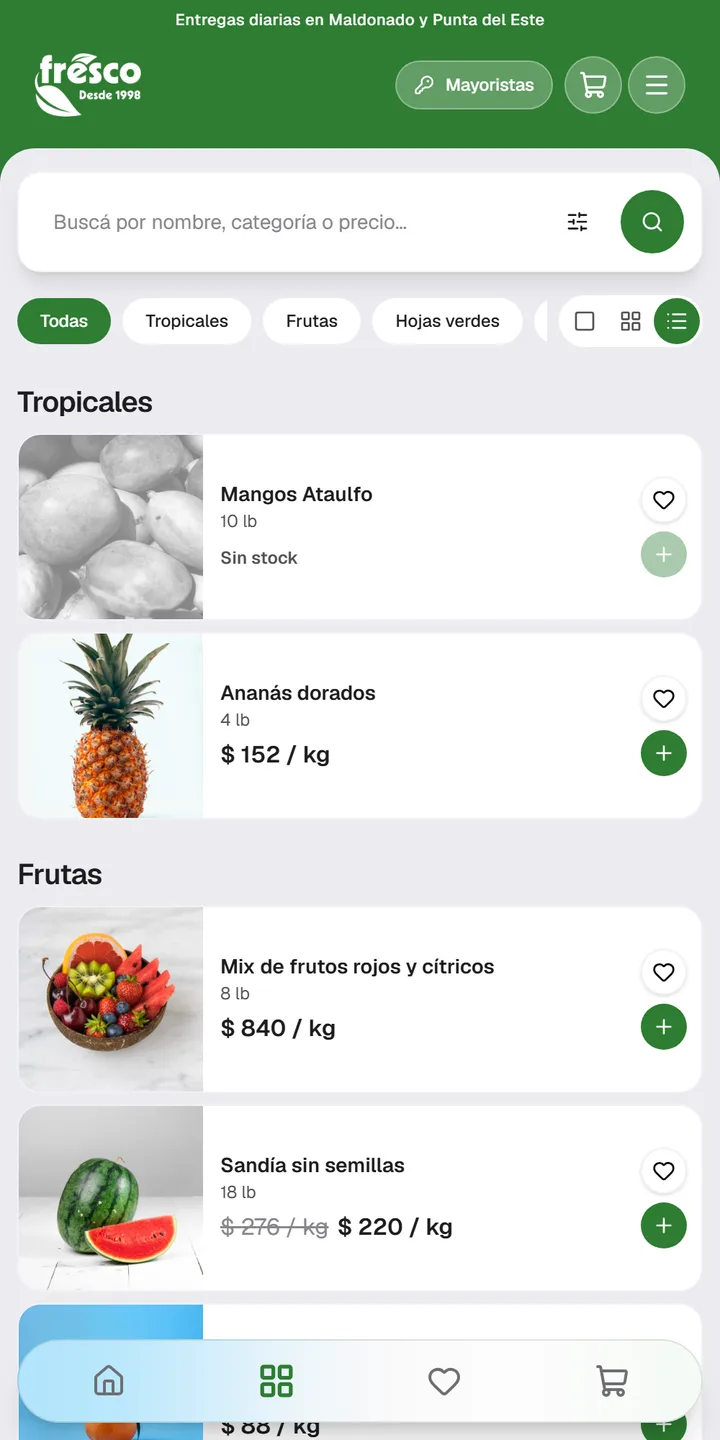 Entregas diarias en Maldonado y Punta del Este
fresco
Desde 1998
Mayoristas
Buscá por nombre, categoría o precio...
Todas
Tropicales
Frutas
Hojas verdes
Tropicales
Mangos Ataulfo
10 lb
Sin stock
Ananás dorados
4 lb
$ 152 / kg
Frutas
Mix de frutos rojos y cítricos
8 lb
$ 840 / kg
Sandía sin semillas
18 lb
$ 276 / kg $ 220 / kg
$ 88 / kg